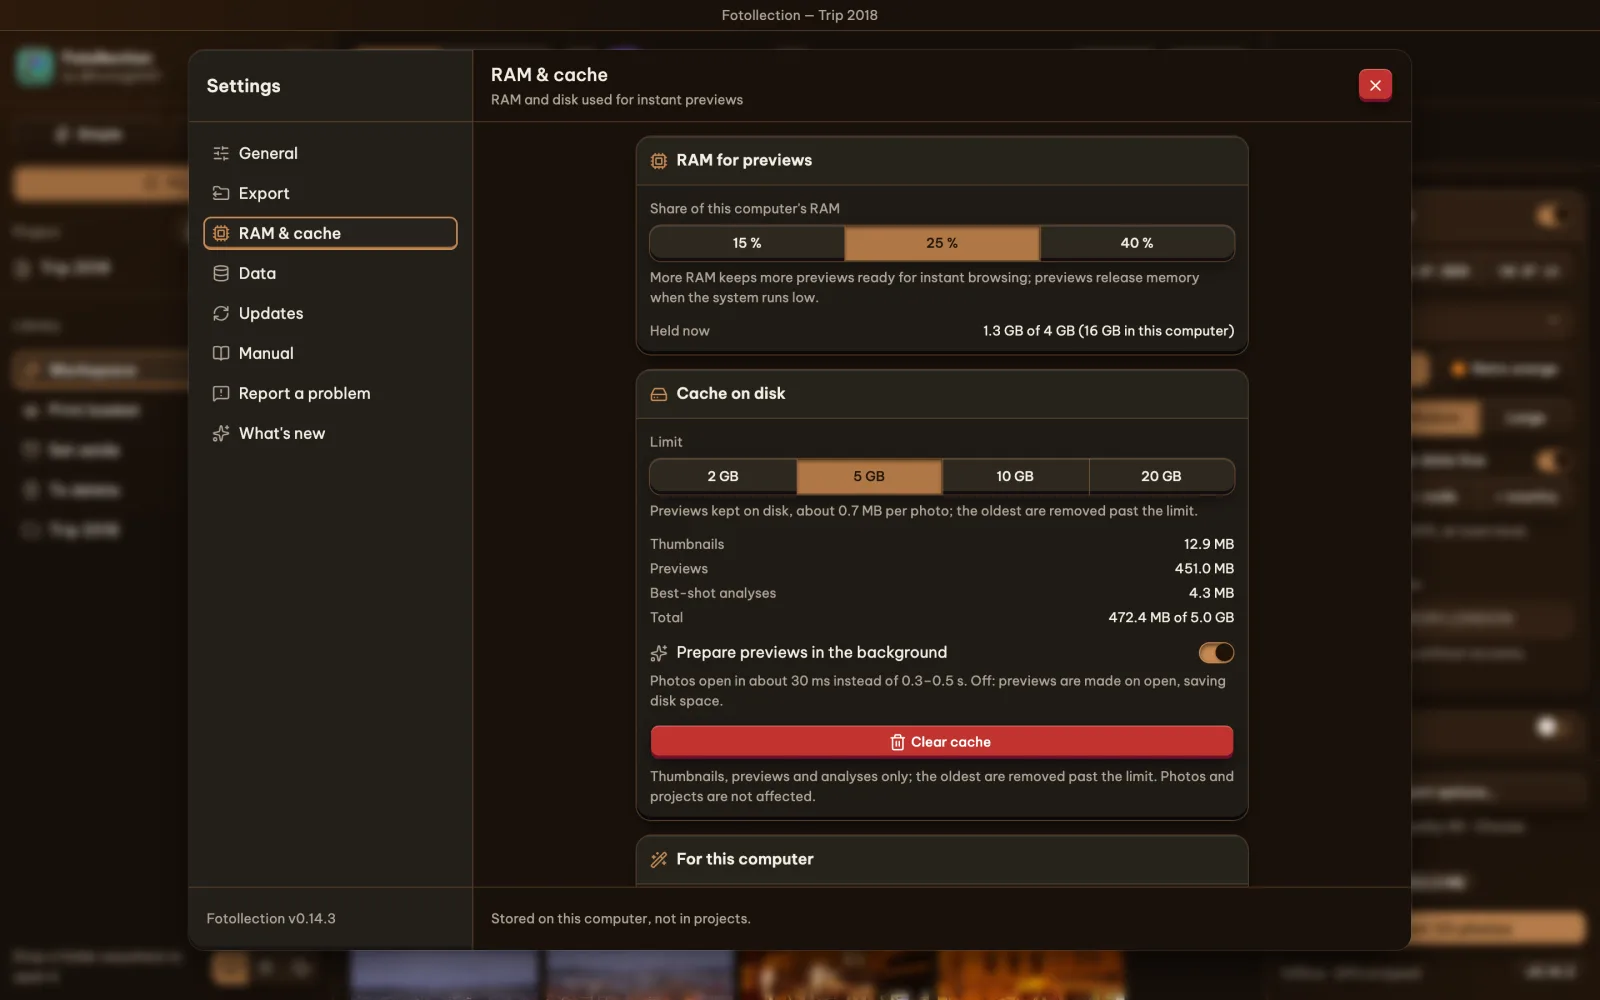 Fotollection — Trip 2018
Settings
General
Export
RAM & cache
Data
Updates
Manual
Report a problem
What's new
Fotollection v0.14.3
RAM & cache
RAM and disk used for instant previews
RAM for previews
Share of this computer's RAM
15 %
25 %
40 %
More RAM keeps more previews ready for instant browsing; previews release memory
when the system runs low.
Held now
1.3 GB of 4 GB (16 GB in this computer)
Cache on disk
Limit
2 GB
5 GB
10 GB
20 GB
Previews kept on disk, about 0.7 MB per photo; the oldest are removed past the limit.
Thumbnails
12.9 MB
Previews
451.0 MB
Best-shot analyses
4.3 MB
Total
472.4 MB of 5.0 GB
Prepare previews in the background
Photos open in about 30 ms instead of 0.3–0.5 s. Off: previews are made on open, saving
disk space.
Clear cache
Thumbnails, previews and analyses only; the oldest are removed past the limit. Photos and
projects are not affected.
For this computer
Stored on this computer, not in projects.